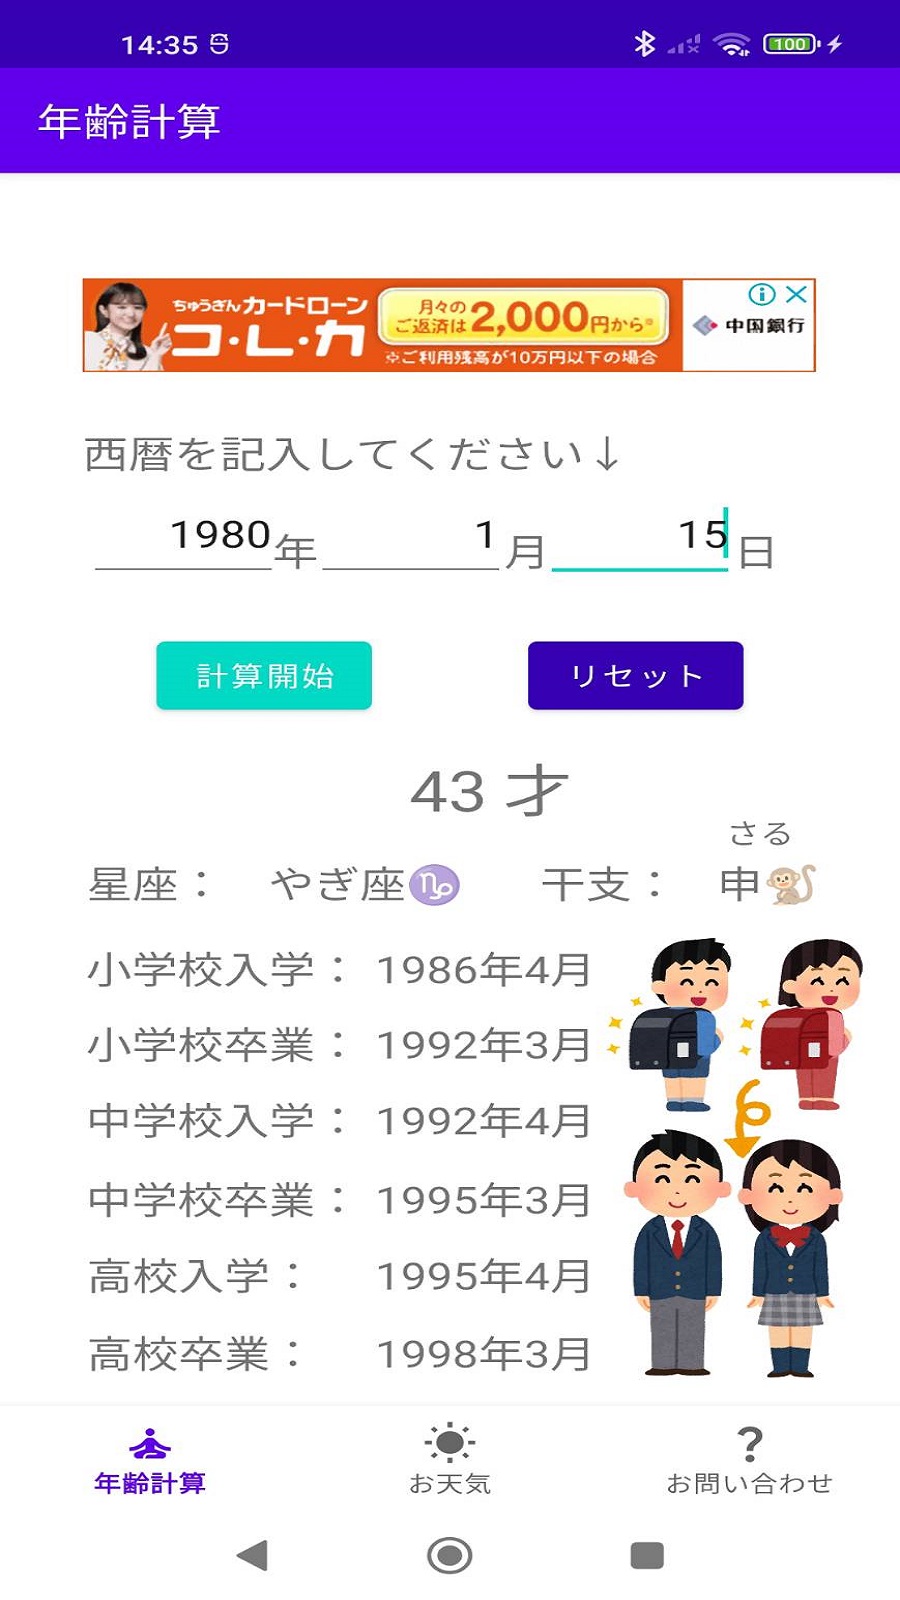 14:35
100
年齢計算
ちゅうぎんカードローン
コ・レ・カ
月々の
ご返済は2,000円から※
※ご利用残高が10万円以下の場合
中国銀行
西暦を記入してください↓
1980年 1月 15日
計算開始 リセット
43 才
さる
星座： やぎ座♑ 干支： 申🐒
小学校入学： 1986年4月
小学校卒業： 1992年3月
中学校入学： 1992年4月
中学校卒業： 1995年3月
高校入学： 1995年4月
高校卒業： 1998年3月
年齢計算 お天気 お問い合わせ